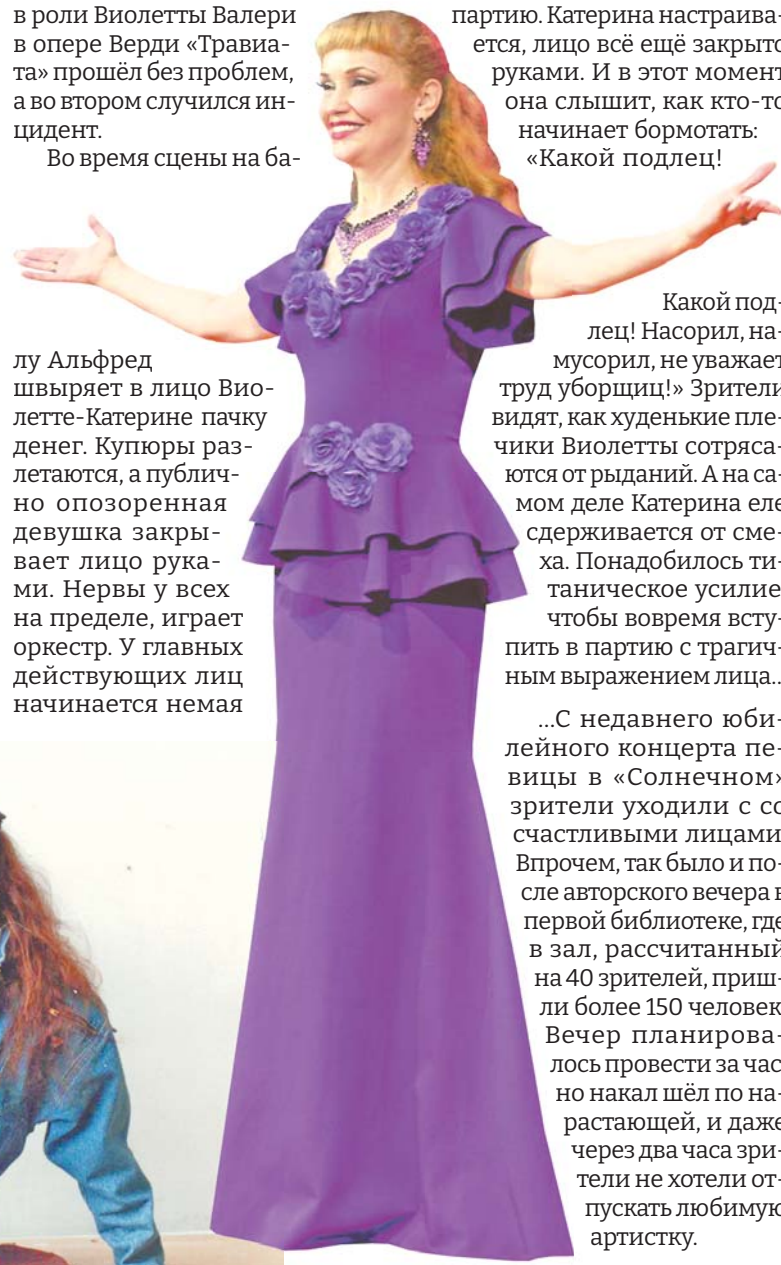 в роли Виолетты Валери
в опере Верди «Травиа-
та» прошёл без проблем,
а во втором случился ин-
цидент.
Во время сцены на ба-
лу Альфред
швыряет в лицо Вио-
летте-Катерине пачку
денег. Купюры раз-
летаются, а публич-
но опозоренная
девушка закры-
вает лицо рука-
ми. Нервы у всех
на пределе, играет
оркестр. У главных
действующих лиц
начинается немая
партию. Катерина настраива-
ется, лицо всё ещё закрыто
руками. И в этот момент
она слышит, как кто-то
начинает бормотать:
«Какой подлец!
Какой под-
лец! Насорил, на-
мусорил, не уважает
труд уборщиц!» Зрители
видят, как худенькие пле-
чики Виолетты сотряса-
ются от рыданий. А на са-
мом деле Катерина еле
сдерживается от сме-
ха. Понадобилось ти-
таническое усилие
чтобы вовремя всту-
пить в партию с трагич-
ным выражением лица..
...С недавнего юби-
лейного концерта пе-
вицы в «Солнечном»
зрители уходили с со
счастливыми лицами
Впрочем, так было и по-
сле авторского вечера в
первой библиотеке, где
в зал, рассчитанный
на 40 зрителей, приш-
ли более 150 человек
Вечер планирова-
лось провести за час
но накал шёл по на-
растающей, и даже
через два часа зри-
тели не хотели от-
пускать любимую
артистку.